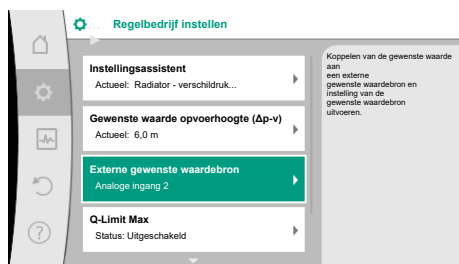 Regelbedrijf instellen
Instellingsassistent
Actueel: Radiator - verschildruk...
Gewenste waarde opvoerhoogte (Δp-v)
Actueel: 6,0 m
Externe gewenste waardebron
Analoge ingang 2
Q-Limit Max
Status: Uitgeschakeld
Koppelen van de gewenste waarde
aan
een externe
gewenste waardebron en
instelling van de
gewenste waardebron
uitvoeren.